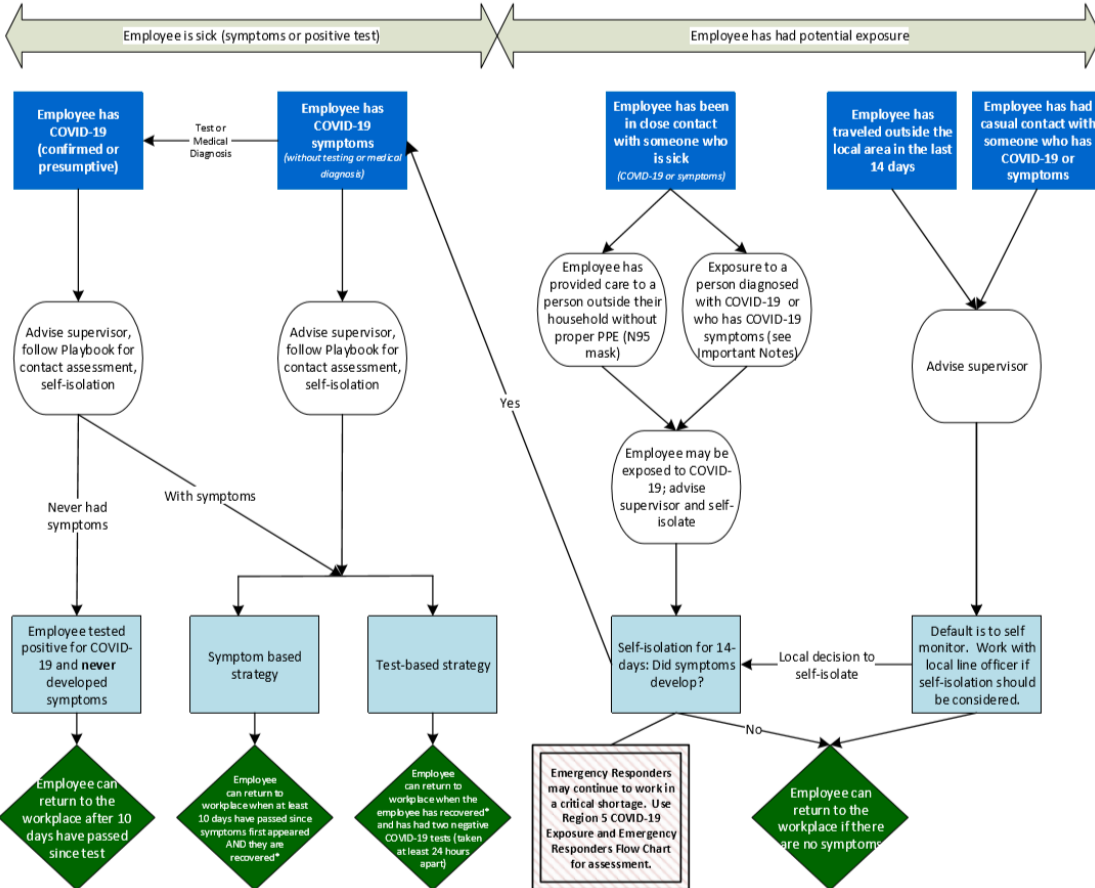 Employee is sick (symptoms or positive test)
Employee has had potential exposure
Employee has
COVID-19
(confirmed or
presumptive)
Test or
Medical
Diagnosis
Employee has
COVID-19
symptoms
(without testing or medical
diagnosis)
Employee has been
in close contact
with someone who
is sick
(COVID-19 or symptoms)
Employee has
traveled outside the
local area in the last
14 days
Employee has had
casual contact with
someone who has
COVID-19 or
symptoms
Employee has
provided care to a
person outside their
household without
proper PPE (N95
mask)
Exposure to a
person diagnosed
with COVID-19 or
who has COVID-19
symptoms (see
Important Notes)
Advise supervisor,
follow Playbook for
contact assessment,
self-isolation
Advise supervisor,
follow Playbook for
contact assessment,
self-isolation
Advise supervisor
Yes
Employee may be
exposed to COVID-
19; advise
supervisor and self-
isolate
Never had
symptoms
With symptoms
Employee tested
positive for COVID-
19 and never
developed
symptoms
Symptom based
strategy
Test-based strategy
Self-isolation for 14-
days: Did symptoms
develop?
Local decision to
self-isolate
Default is to self
monitor. Work with
local line officer if
self-isolation should
be considered.
No
Employee can
return to the
workplace after 10
days have passed
since test
Employee
can return to
workplace when at least
10 days have passed since
symptoms first appeared
AND they are
recovered*
Employee
can return to
workplace when the
employee has recovered*
and has had two negative
COVID-19 tests (taken
at least 24 hours
apart)
Emergency Responders
may continue to work in
a critical shortage. Use
Region 5 COVID-19
Exposure and Emergency
Responders Flow Chart
for assessment.
Employee can
return to the
workplace if there
are no symptoms